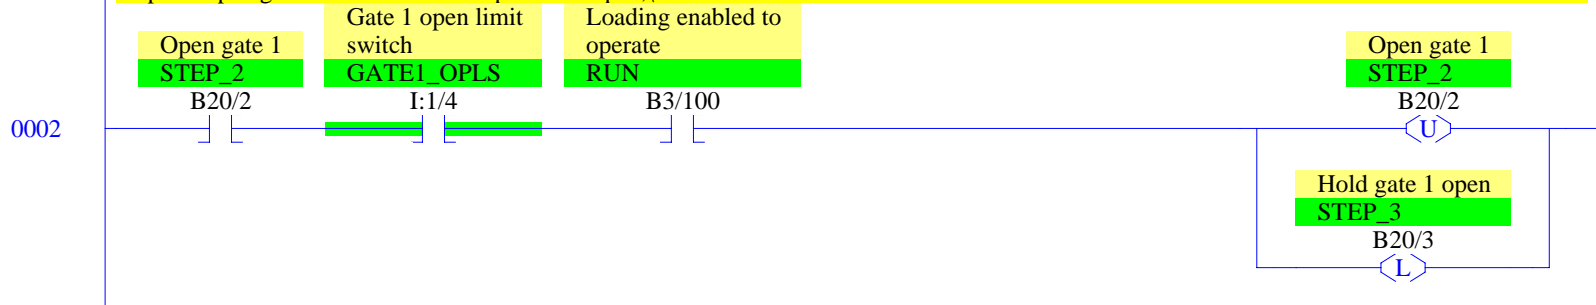 Gate 1 open limit Loading enabled to
Open gate 1 switch operate Open gate 1
STEP_2 GATE1_OPLS RUN STEP_2
B20/2 I:1/4 B3/100 B20/2
0002 U
Hold gate 1 open
STEP_3
B20/3
L